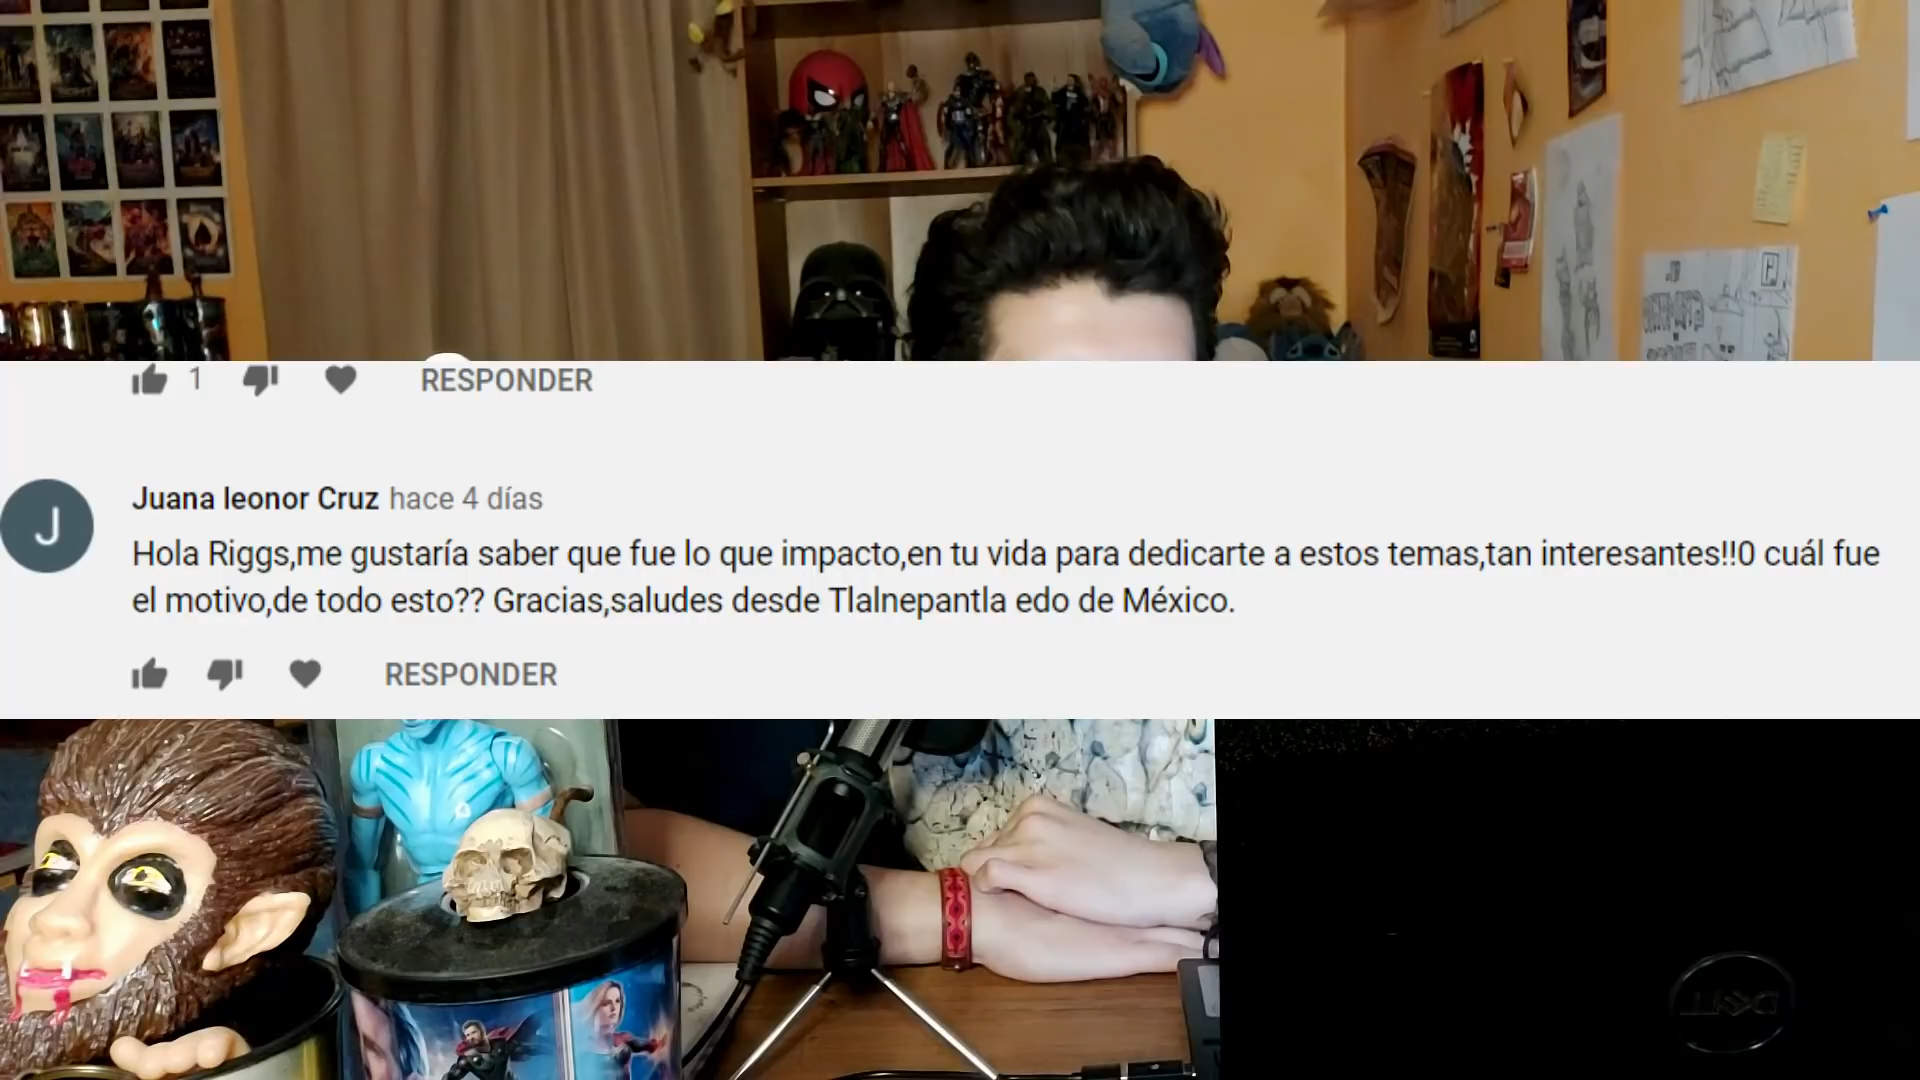 1 RESPONDER
Juana leonor Cruz hace 4 días
Hola Riggs,me gustaría saber que fue lo que impacto,en tu vida para dedicarte a estos temas,tan interesantes!!0 cuál fue
el motivo,de todo esto?? Gracias,saludes desde Tlalnepantla edo de México.
RESPONDER
J
DELL